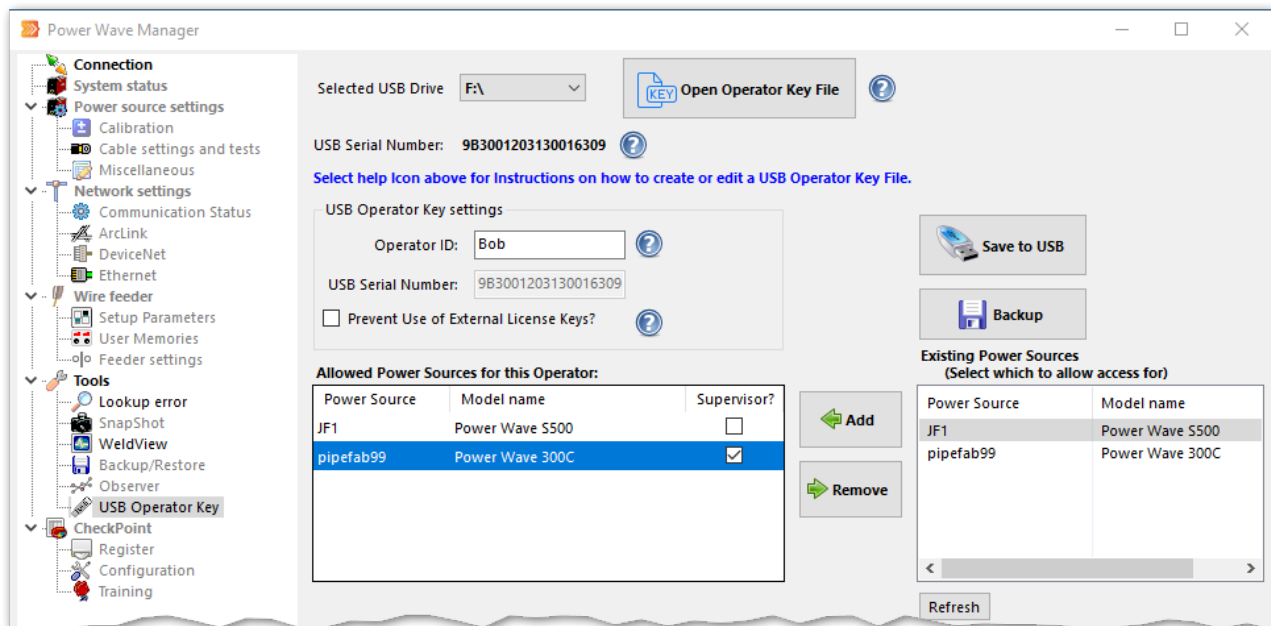 Power Wave Manager
Connection
System status
Power source settings
Calibration
Cable settings and tests
Miscellaneous
Network settings
Communication Status
ArcLink
DeviceNet
Ethernet
Wire feeder
Setup Parameters
User Memories
Feeder settings
Tools
Lookup error
SnapShot
WeldView
Backup/Restore
Observer
USB Operator Key
CheckPoint
Register
Configuration
Training
Selected USB Drive F:\
KEY Open Operator Key File ?
USB Serial Number: 9B3001203130016309 ?
Select help Icon above for Instructions on how to create or edit a USB Operator Key File.
USB Operator Key settings
Operator ID: Bob ?
USB Serial Number: 9B3001203130016309
Prevent Use of External License Keys? ?
Allowed Power Sources for this Operator:
Power Source Model name Supervisor?
JF1 Power Wave S500
pipefab99 Power Wave 300C
Add
Remove
Save to USB
Backup
Existing Power Sources
(Select which to allow access for)
Power Source Model name
JF1 Power Wave S500
pipefab99 Power Wave 300C
Refresh